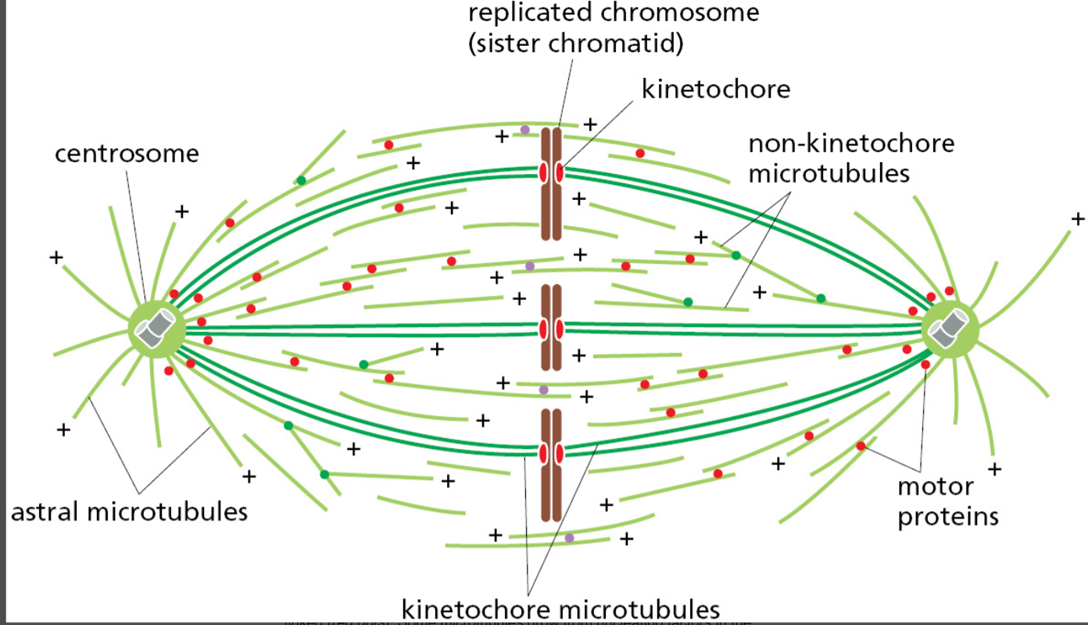 replicated chromosome
(sister chromatid)
kinetochore
centrosome
non-kinetochore
microtubules
astral microtubules
motor
proteins
kinetochore microtubules